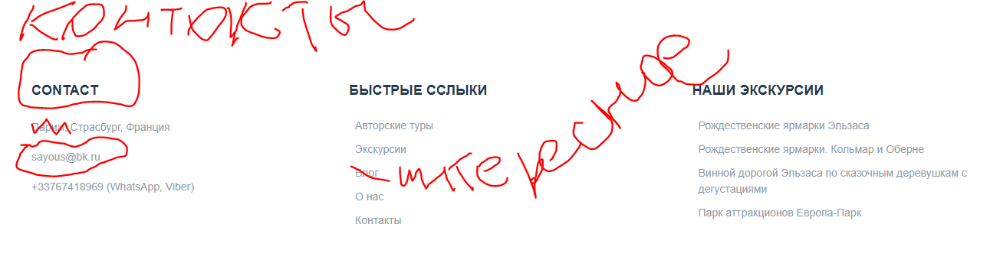 контокты
CONTACT
Париж, Страсбург, Франция
sayous@bk.ru
+33767418969 (WhatsApp, Viber)
БЫСТРЫЕ ССЛЫКИ
Авторские туры
Экскурсии
Блог
О нас
Контакты
НАШИ ЭКСКУРСИИ
Рождественские ярмарки Эльзаса
Рождественские ярмарки. Кольмар и Оберне
Винной дорогой Эльзаса по сказочным деревушкам с
дегустациями
Парк аттракционов Европа-Парк